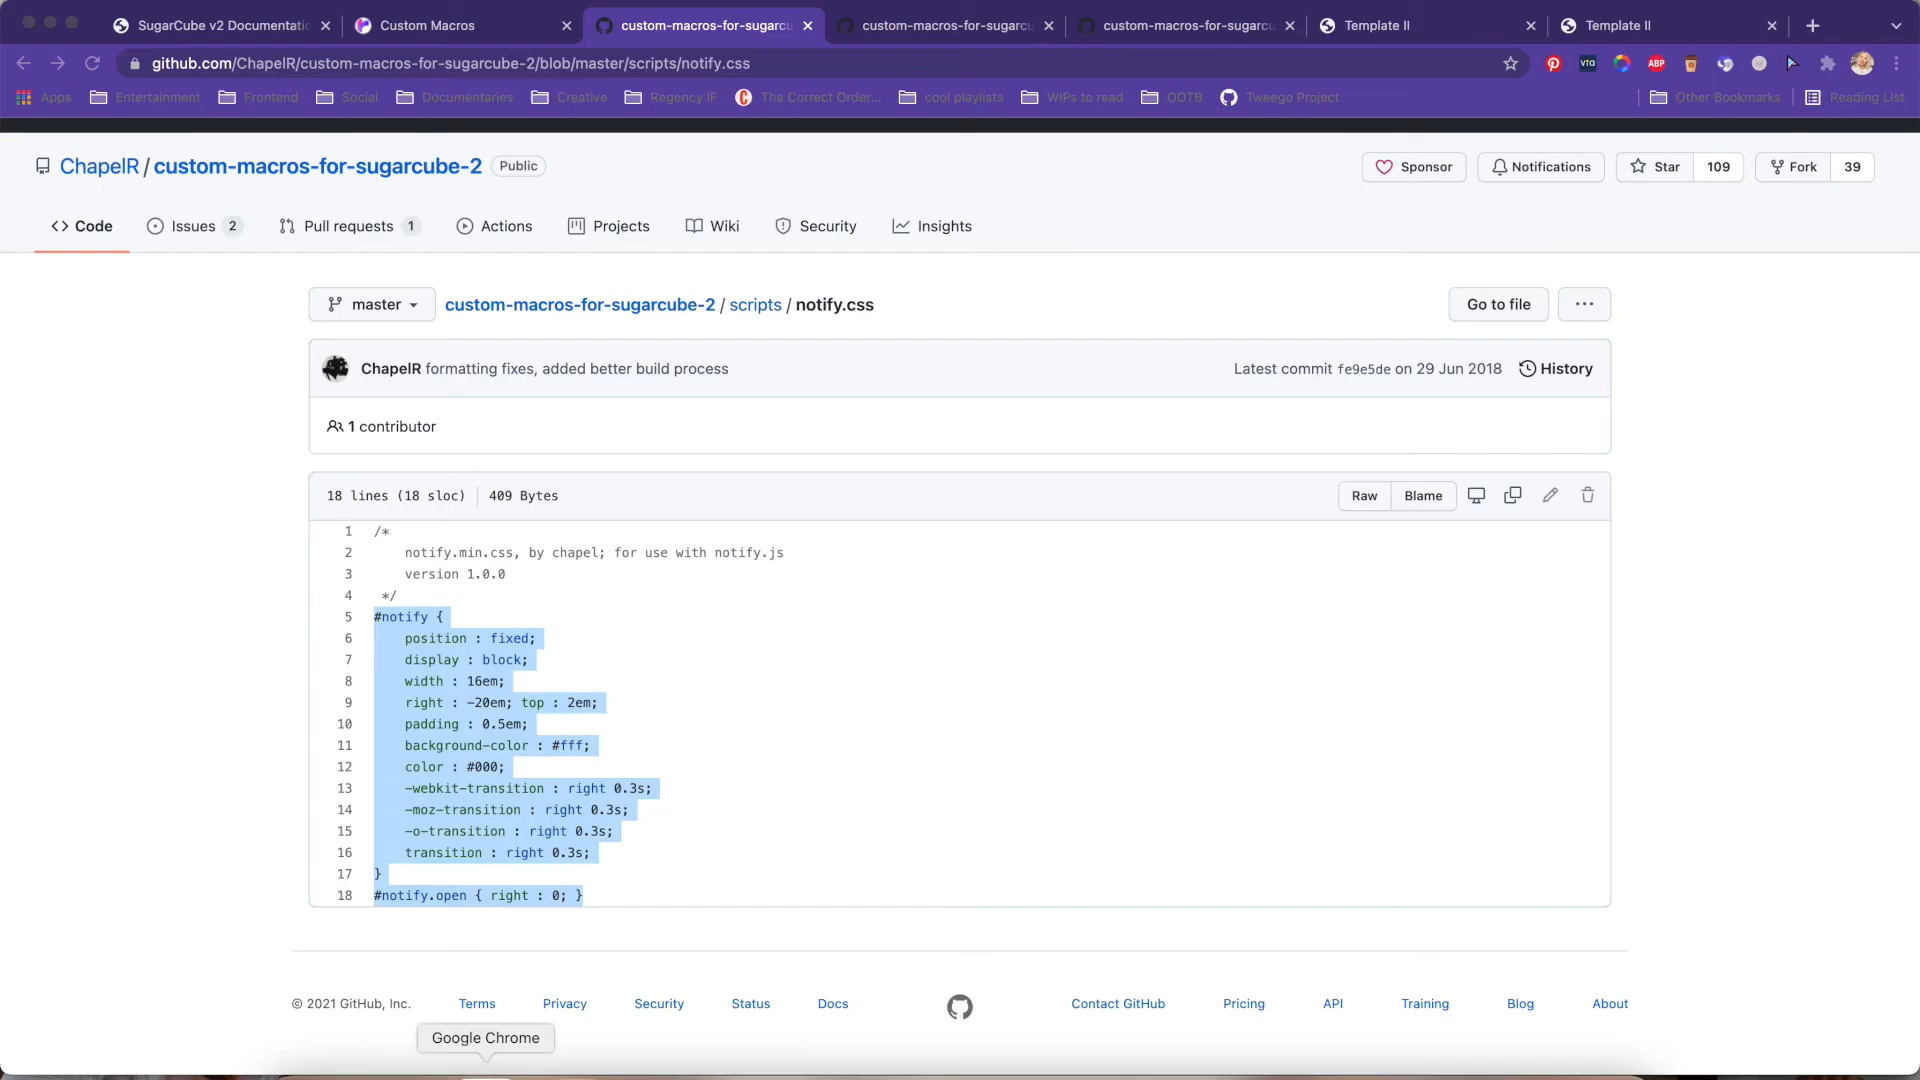 SugarCube v2 Documentatio
Custom Macros
custom-macros-for-sugarcu
custom-macros-for-sugarcu
custom-macros-for-sugarcu
Template II
Template II
github.com/ChapelR/custom-macros-for-sugarcube-2/blob/master/scripts/notify.css
vta
ABP
Apps
Entertainment
Frontend
Social
Documentaries
Creative
Regency IF
The Correct Order...
cool playlists
WIPs to read
OOTB
Tweego Project
Other Bookmarks
Reading List
ChapelR / custom-macros-for-sugarcube-2 Public
Sponsor
Notifications
Star 109
Fork 39
Code
Issues 2
Pull requests 1
Actions
Projects
Wiki
Security
Insights
master
custom-macros-for-sugarcube-2 / scripts / notify.css
Go to file
...
ChapelR formatting fixes, added better build process
Latest commit fe9e5de on 29 Jun 2018
History
1 contributor
18 lines (18 sloc) 409 Bytes
Raw
Blame
1 /*
2 notify.min.css, by chapel; for use with notify.js
3 version 1.0.0
4 */
5 #notify {
6 position : fixed;
7 display : block;
8 width : 16em;
9 right : -20em; top : 2em;
10 padding : 0.5em;
11 background-color : #fff;
12 color : #000;
13 -webkit-transition : right 0.3s;
14 -moz-transition : right 0.3s;
15 -o-transition : right 0.3s;
16 transition : right 0.3s;
17 }
18 #notify.open { right : 0; }
© 2021 GitHub, Inc.
Terms
Privacy
Security
Status
Docs
Contact GitHub
Pricing
API
Training
Blog
About
Google Chrome